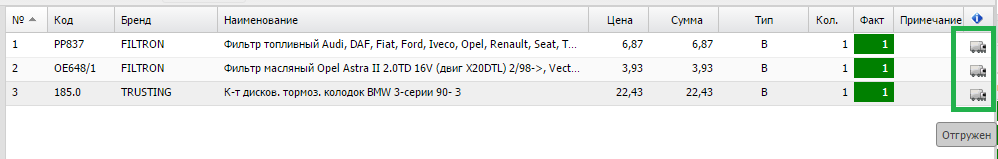 № Код Бренд Наименование Цена Сумма Тип Кол. Факт Примечание
1 PP837 FILTRON Фильтр топливный Audi, DAF, Fiat, Ford, Iveco, Opel, Renault, Seat, T... 6,87 6,87 В 1 1
2 OE648/1 FILTRON Фильтр масляный Opel Astra II 2.0TD 16V (двиг X20DTL) 2/98->, Vect... 3,93 3,93 В 1 1
3 185.0 TRUSTING К-т дисков. тормоз. колодок BMW 3-серии 90- 3 22,43 22,43 В 1 1
Отгружен